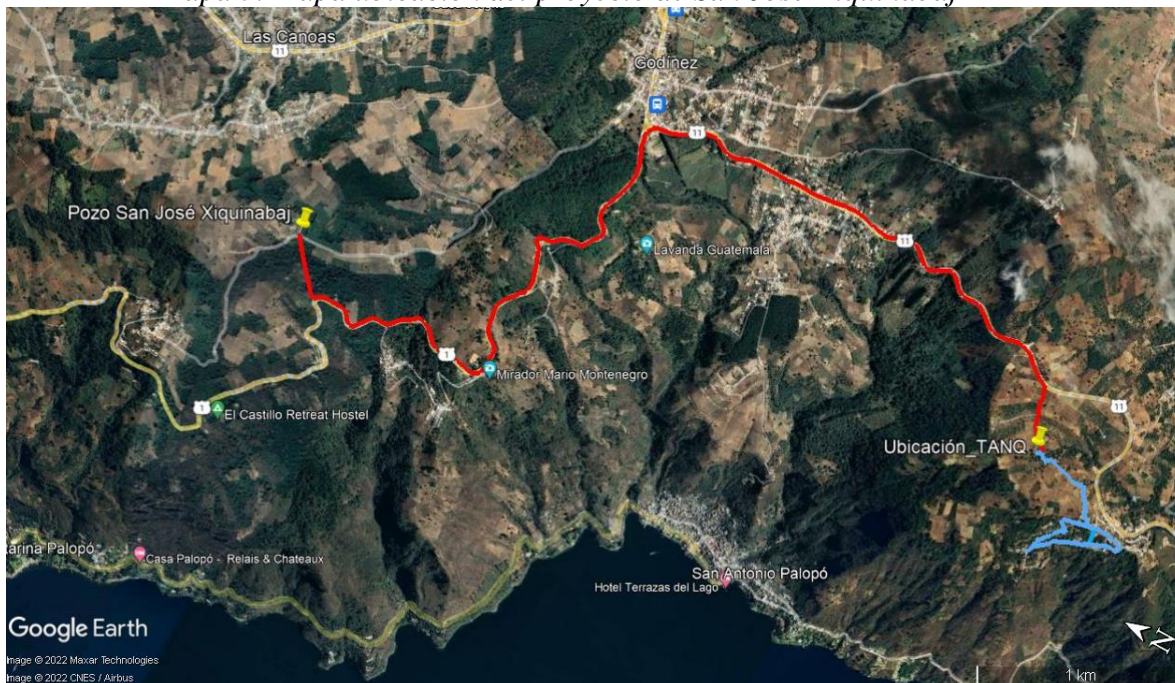 Las Canoas
11
Godínez
11
Pozo San José Xiquinabaj
11
Lavanda Guatemala
1
Mirador Mario Montenegro
1
El Castillo Retreat Hostel
11
Ubicación_TANQ
arina Palopó
Casa Palopó - Relais & Chateaux
San Antonio Palopó
Hotel Terrazas del Lago
Google Earth
N
Image © 2022 Maxar Technologies
Image © 2022 CNES / Airbus
1 km